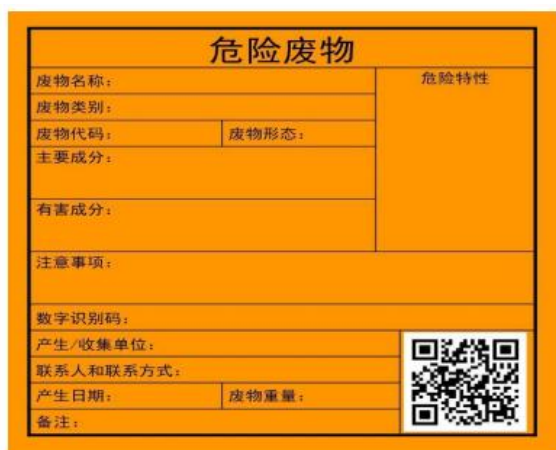 危险废物
废物名称：
危险特性
废物类别：
废物代码：
废物形态：
主要成分：
有害成分：
注意事项：
数字识别码：
产生/收集单位：
联系人和联系方式：
产生日期：
废物重量：
备注：